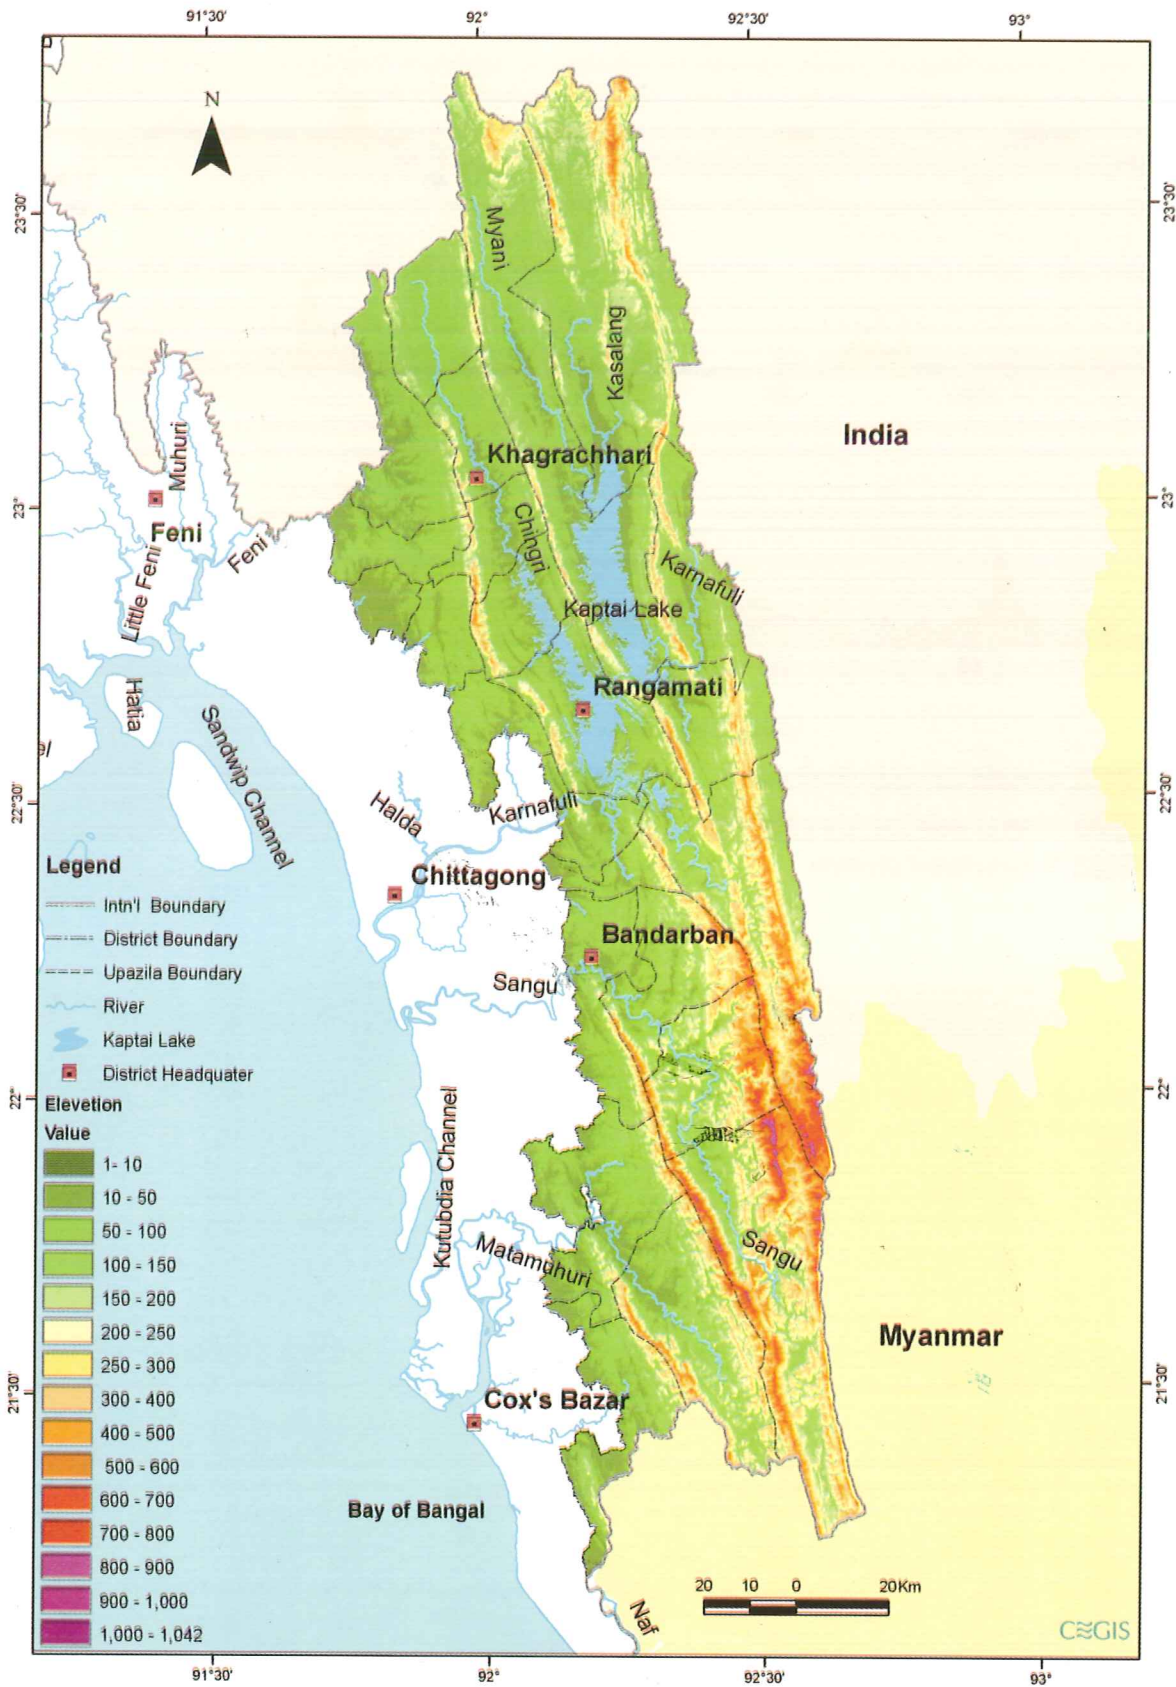 91°30'
92°
92°30'
93°
N
23°30'
23°30'
Myani
Kasalang
India
Khagrachhari
Muhuri
23°
23°
Feni
Chingri
Little Feni
Feni
Karnafuli
Kaptai Lake
Rangamati
Hatia
Sandwip Channel
22°30'
22°30'
Halda
Karnafuli
Legend
Chittagong
Intn'l Boundary
District Boundary
Bandarban
Upazila Boundary
Sangu
River
Kaptai Lake
District Headquater
22°
22°
Elevetion
Value
1- 10
10 - 50
50 - 100
100 - 150
150 - 200
200 - 250
250 - 300
300 - 400
400 - 500
500 - 600
600 - 700
700 - 800
800 - 900
900 - 1,000
1,000 - 1,042
Kutubdia Channel
Matamuhuri
Sangu
Myanmar
21°30'
21°30'
Cox's Bazar
Bay of Bangal
20 10 0 20Km
Naf
CEGIS
91°30'
92°
92°30'
93°